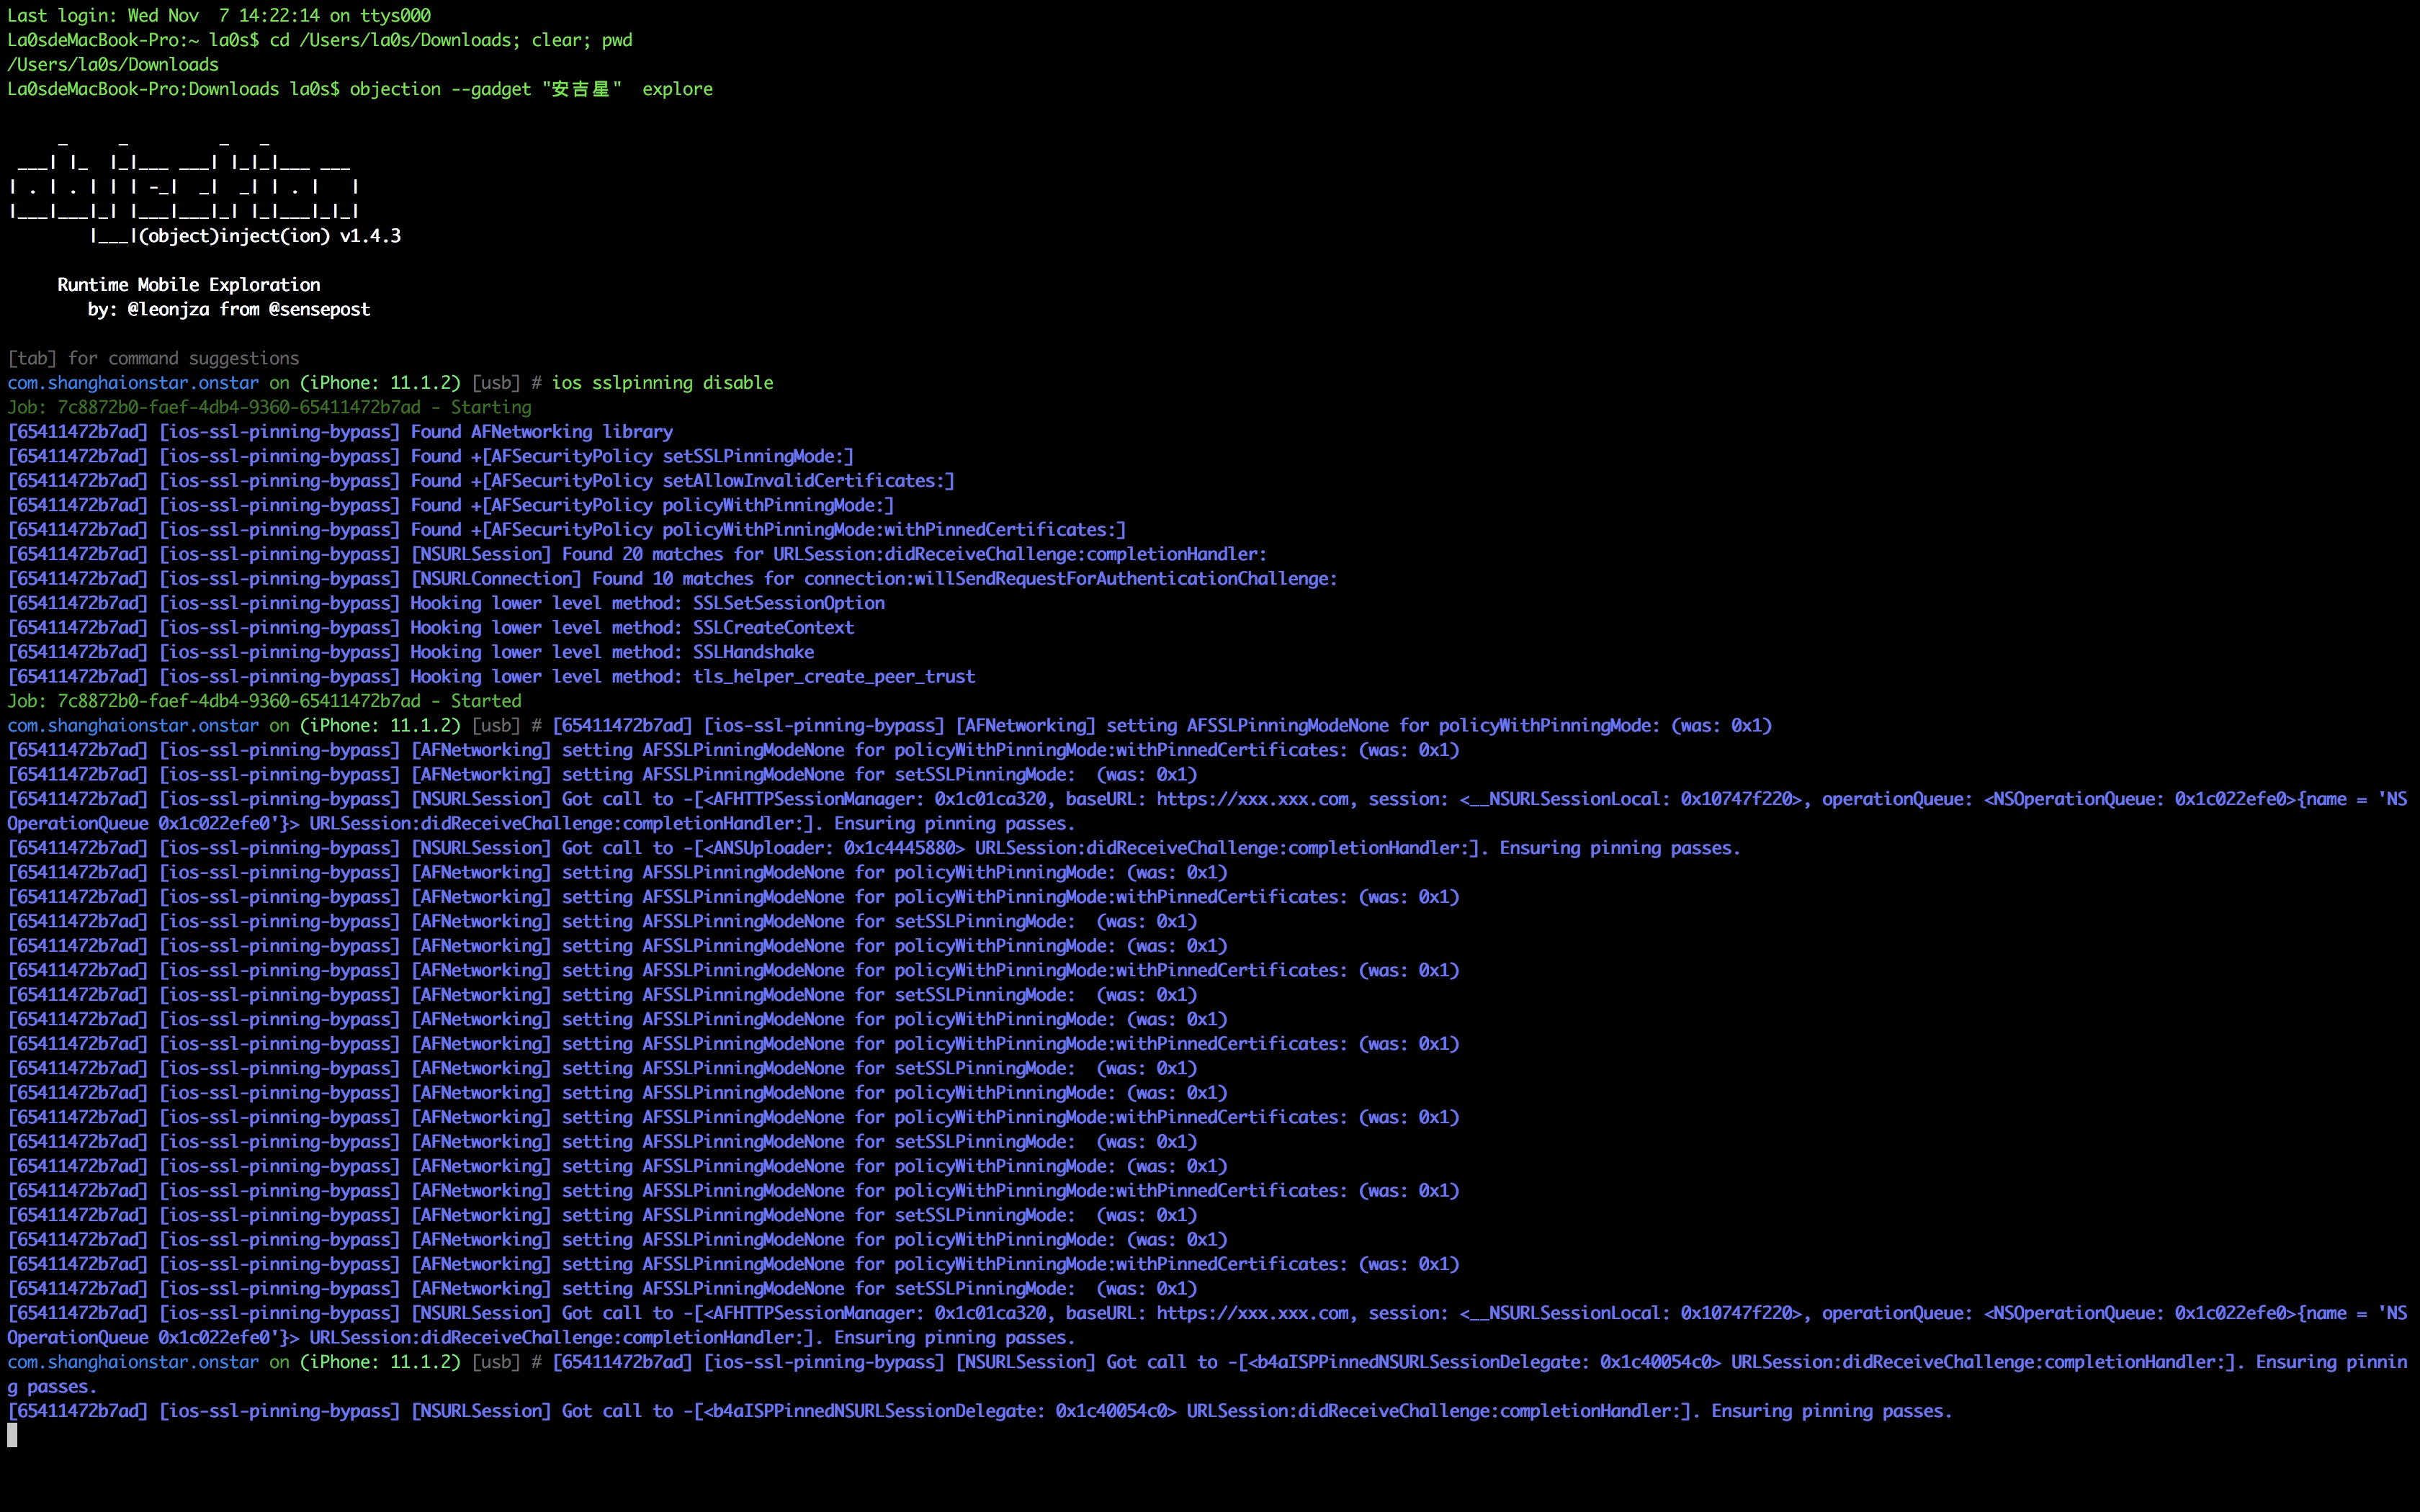 Last login: Wed Nov  7 14:22:14 on ttys000
La0sdeMacBook-Pro:~ la0s$ cd /Users/la0s/Downloads; clear; pwd
/Users/la0s/Downloads
La0sdeMacBook-Pro:Downloads la0s$ objection --gadget "安吉星"  explore
     _     _         _   _
 ___| |_  |_|___ ___| |_|_|___ ___
| . | . | | | -_|  _|  _| | . |   |
|___|___|_| |___|___|_| |_|___|_|_|
        |___|(object)inject(ion) v1.4.3
     Runtime Mobile Exploration
        by: @leonjza from @sensepost
[tab] for command suggestions
com.shanghaionstar.onstar on (iPhone: 11.1.2) [usb] # ios sslpinning disable
Job: 7c8872b0-faef-4db4-9360-65411472b7ad - Starting
[65411472b7ad] [ios-ssl-pinning-bypass] Found AFNetworking library
[65411472b7ad] [ios-ssl-pinning-bypass] Found +[AFSecurityPolicy setSSLPinningMode:]
[65411472b7ad] [ios-ssl-pinning-bypass] Found +[AFSecurityPolicy setAllowInvalidCertificates:]
[65411472b7ad] [ios-ssl-pinning-bypass] Found +[AFSecurityPolicy policyWithPinningMode:]
[65411472b7ad] [ios-ssl-pinning-bypass] Found +[AFSecurityPolicy policyWithPinningMode:withPinnedCertificates:]
[65411472b7ad] [ios-ssl-pinning-bypass] [NSURLSession] Found 20 matches for URLSession:didReceiveChallenge:completionHandler:
[65411472b7ad] [ios-ssl-pinning-bypass] [NSURLConnection] Found 10 matches for connection:willSendRequestForAuthenticationChallenge:
[65411472b7ad] [ios-ssl-pinning-bypass] Hooking lower level method: SSLSetSessionOption
[65411472b7ad] [ios-ssl-pinning-bypass] Hooking lower level method: SSLCreateContext
[65411472b7ad] [ios-ssl-pinning-bypass] Hooking lower level method: SSLHandshake
[65411472b7ad] [ios-ssl-pinning-bypass] Hooking lower level method: tls_helper_create_peer_trust
Job: 7c8872b0-faef-4db4-9360-65411472b7ad - Started
com.shanghaionstar.onstar on (iPhone: 11.1.2) [usb] # [65411472b7ad] [ios-ssl-pinning-bypass] [AFNetworking] setting AFSSLPinningModeNone for policyWithPinningMode: (was: 0x1)
[65411472b7ad] [ios-ssl-pinning-bypass] [AFNetworking] setting AFSSLPinningModeNone for policyWithPinningMode:withPinnedCertificates: (was: 0x1)
[65411472b7ad] [ios-ssl-pinning-bypass] [AFNetworking] setting AFSSLPinningModeNone for setSSLPinningMode:  (was: 0x1)
[65411472b7ad] [ios-ssl-pinning-bypass] [NSURLSession] Got call to -[<AFHTTPSessionManager: 0x1c01ca320, baseURL: https://xxx.xxx.com, session: <__NSURLSessionLocal: 0x10747f220>, operationQueue: <NSOperationQueue: 0x1c022efe0>{name = 'NS
OperationQueue 0x1c022efe0'}> URLSession:didReceiveChallenge:completionHandler:]. Ensuring pinning passes.
[65411472b7ad] [ios-ssl-pinning-bypass] [NSURLSession] Got call to -[<ANSUploader: 0x1c4445880> URLSession:didReceiveChallenge:completionHandler:]. Ensuring pinning passes.
[65411472b7ad] [ios-ssl-pinning-bypass] [AFNetworking] setting AFSSLPinningModeNone for policyWithPinningMode: (was: 0x1)
[65411472b7ad] [ios-ssl-pinning-bypass] [AFNetworking] setting AFSSLPinningModeNone for policyWithPinningMode:withPinnedCertificates: (was: 0x1)
[65411472b7ad] [ios-ssl-pinning-bypass] [AFNetworking] setting AFSSLPinningModeNone for setSSLPinningMode:  (was: 0x1)
[65411472b7ad] [ios-ssl-pinning-bypass] [AFNetworking] setting AFSSLPinningModeNone for policyWithPinningMode: (was: 0x1)
[65411472b7ad] [ios-ssl-pinning-bypass] [AFNetworking] setting AFSSLPinningModeNone for policyWithPinningMode:withPinnedCertificates: (was: 0x1)
[65411472b7ad] [ios-ssl-pinning-bypass] [AFNetworking] setting AFSSLPinningModeNone for setSSLPinningMode:  (was: 0x1)
[65411472b7ad] [ios-ssl-pinning-bypass] [AFNetworking] setting AFSSLPinningModeNone for policyWithPinningMode: (was: 0x1)
[65411472b7ad] [ios-ssl-pinning-bypass] [AFNetworking] setting AFSSLPinningModeNone for policyWithPinningMode:withPinnedCertificates: (was: 0x1)
[65411472b7ad] [ios-ssl-pinning-bypass] [AFNetworking] setting AFSSLPinningModeNone for setSSLPinningMode:  (was: 0x1)
[65411472b7ad] [ios-ssl-pinning-bypass] [AFNetworking] setting AFSSLPinningModeNone for policyWithPinningMode: (was: 0x1)
[65411472b7ad] [ios-ssl-pinning-bypass] [AFNetworking] setting AFSSLPinningModeNone for policyWithPinningMode:withPinnedCertificates: (was: 0x1)
[65411472b7ad] [ios-ssl-pinning-bypass] [AFNetworking] setting AFSSLPinningModeNone for setSSLPinningMode:  (was: 0x1)
[65411472b7ad] [ios-ssl-pinning-bypass] [AFNetworking] setting AFSSLPinningModeNone for policyWithPinningMode: (was: 0x1)
[65411472b7ad] [ios-ssl-pinning-bypass] [AFNetworking] setting AFSSLPinningModeNone for policyWithPinningMode:withPinnedCertificates: (was: 0x1)
[65411472b7ad] [ios-ssl-pinning-bypass] [AFNetworking] setting AFSSLPinningModeNone for setSSLPinningMode:  (was: 0x1)
[65411472b7ad] [ios-ssl-pinning-bypass] [AFNetworking] setting AFSSLPinningModeNone for policyWithPinningMode: (was: 0x1)
[65411472b7ad] [ios-ssl-pinning-bypass] [AFNetworking] setting AFSSLPinningModeNone for policyWithPinningMode:withPinnedCertificates: (was: 0x1)
[65411472b7ad] [ios-ssl-pinning-bypass] [AFNetworking] setting AFSSLPinningModeNone for setSSLPinningMode:  (was: 0x1)
[65411472b7ad] [ios-ssl-pinning-bypass] [NSURLSession] Got call to -[<AFHTTPSessionManager: 0x1c01ca320, baseURL: https://xxx.xxx.com, session: <__NSURLSessionLocal: 0x10747f220>, operationQueue: <NSOperationQueue: 0x1c022efe0>{name = 'NS
OperationQueue 0x1c022efe0'}> URLSession:didReceiveChallenge:completionHandler:]. Ensuring pinning passes.
com.shanghaionstar.onstar on (iPhone: 11.1.2) [usb] # [65411472b7ad] [ios-ssl-pinning-bypass] [NSURLSession] Got call to -[<b4aISPPinnedNSURLSessionDelegate: 0x1c40054c0> URLSession:didReceiveChallenge:completionHandler:]. Ensuring pinnin
g passes.
[65411472b7ad] [ios-ssl-pinning-bypass] [NSURLSession] Got call to -[<b4aISPPinnedNSURLSessionDelegate: 0x1c40054c0> URLSession:didReceiveChallenge:completionHandler:]. Ensuring pinning passes.